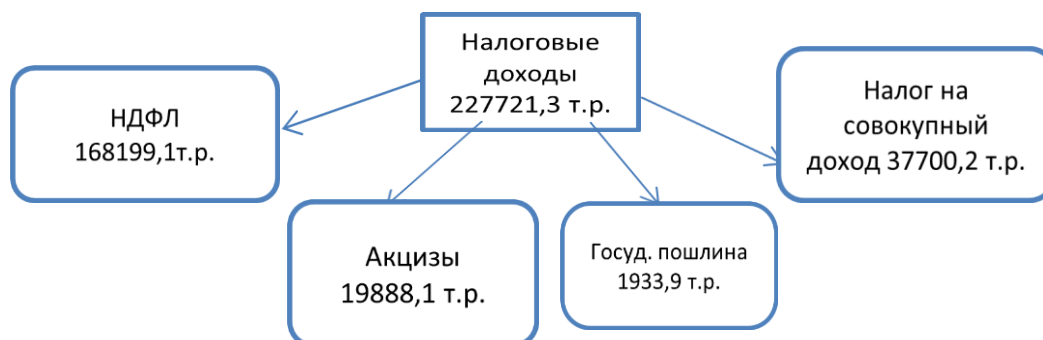 Налоговые
доходы
227721,3 т.р.
НДФЛ
168199,1т.р.
Налог на
совокупный
доход 37700,2 т.р.
Акцизы
19888,1 т.р.
Госуд. пошлина
1933,9 т.р.